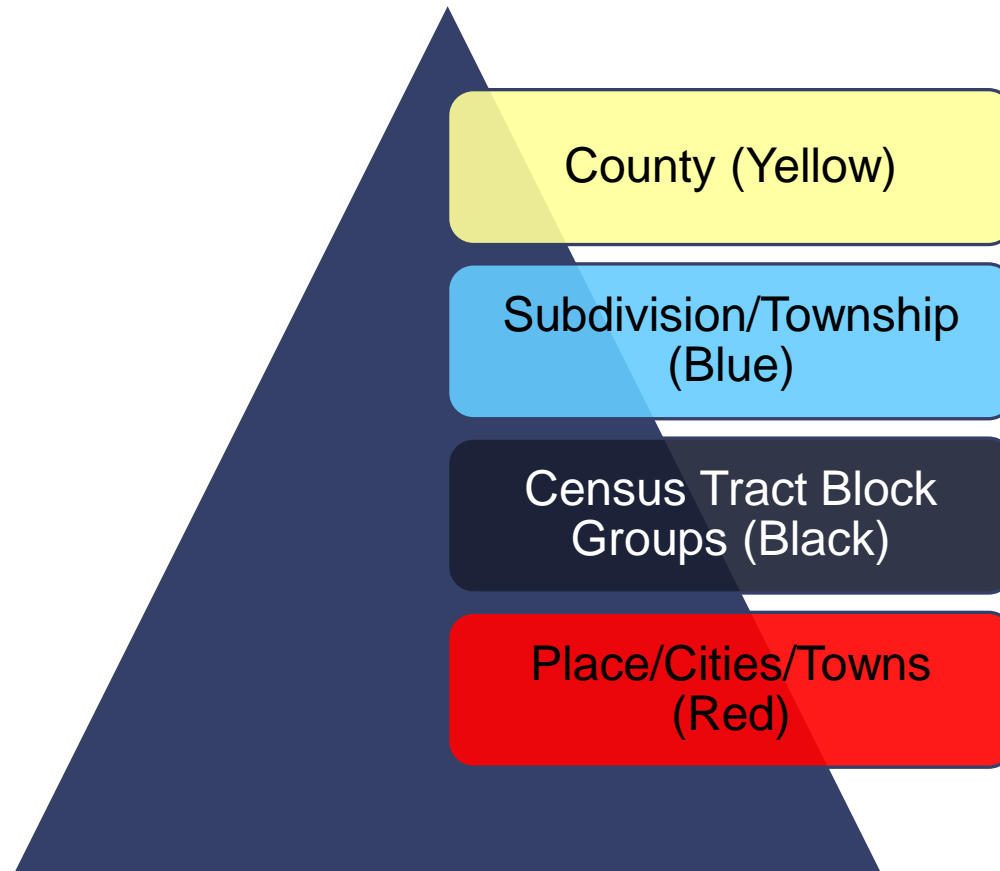 County (Yellow)
Subdivision/Township
(Blue)
Census Tract Block
Groups (Black)
Place/Cities/Towns
(Red)